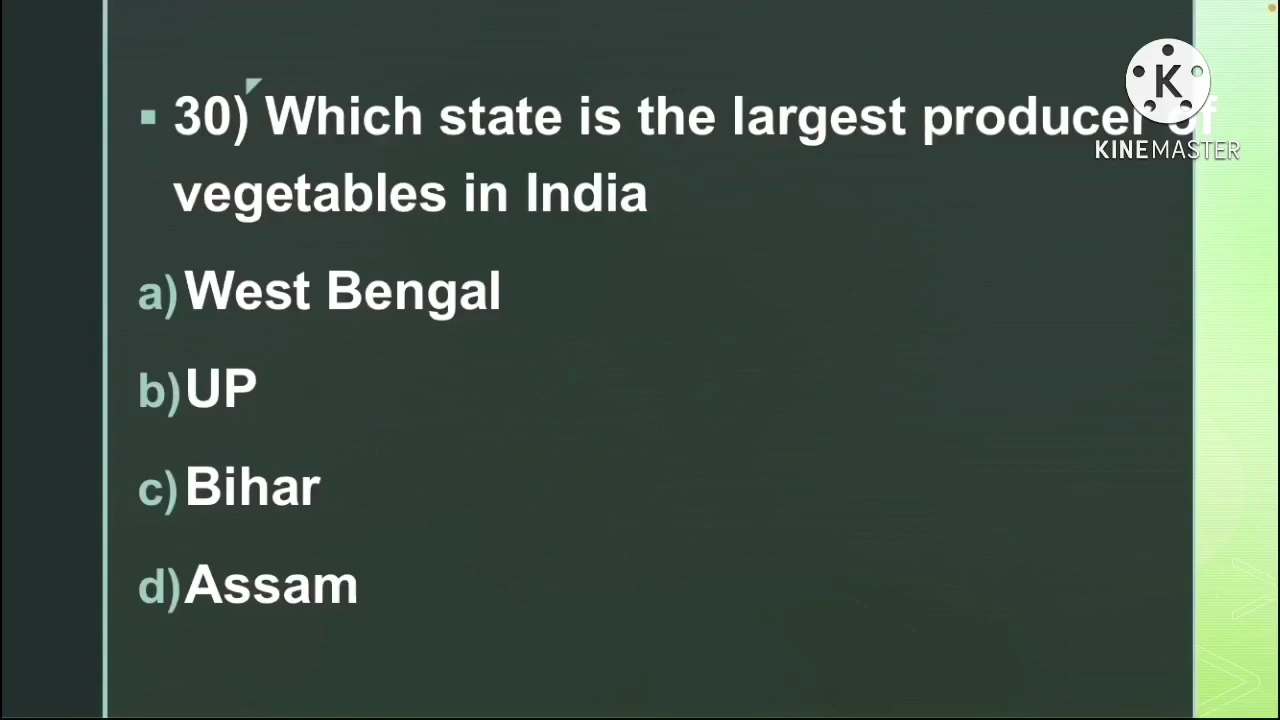 30) Which state is the largest producer of
vegetables in India
a) West Bengal
b) UP
c) Bihar
d) Assam
K
KINEMASTER